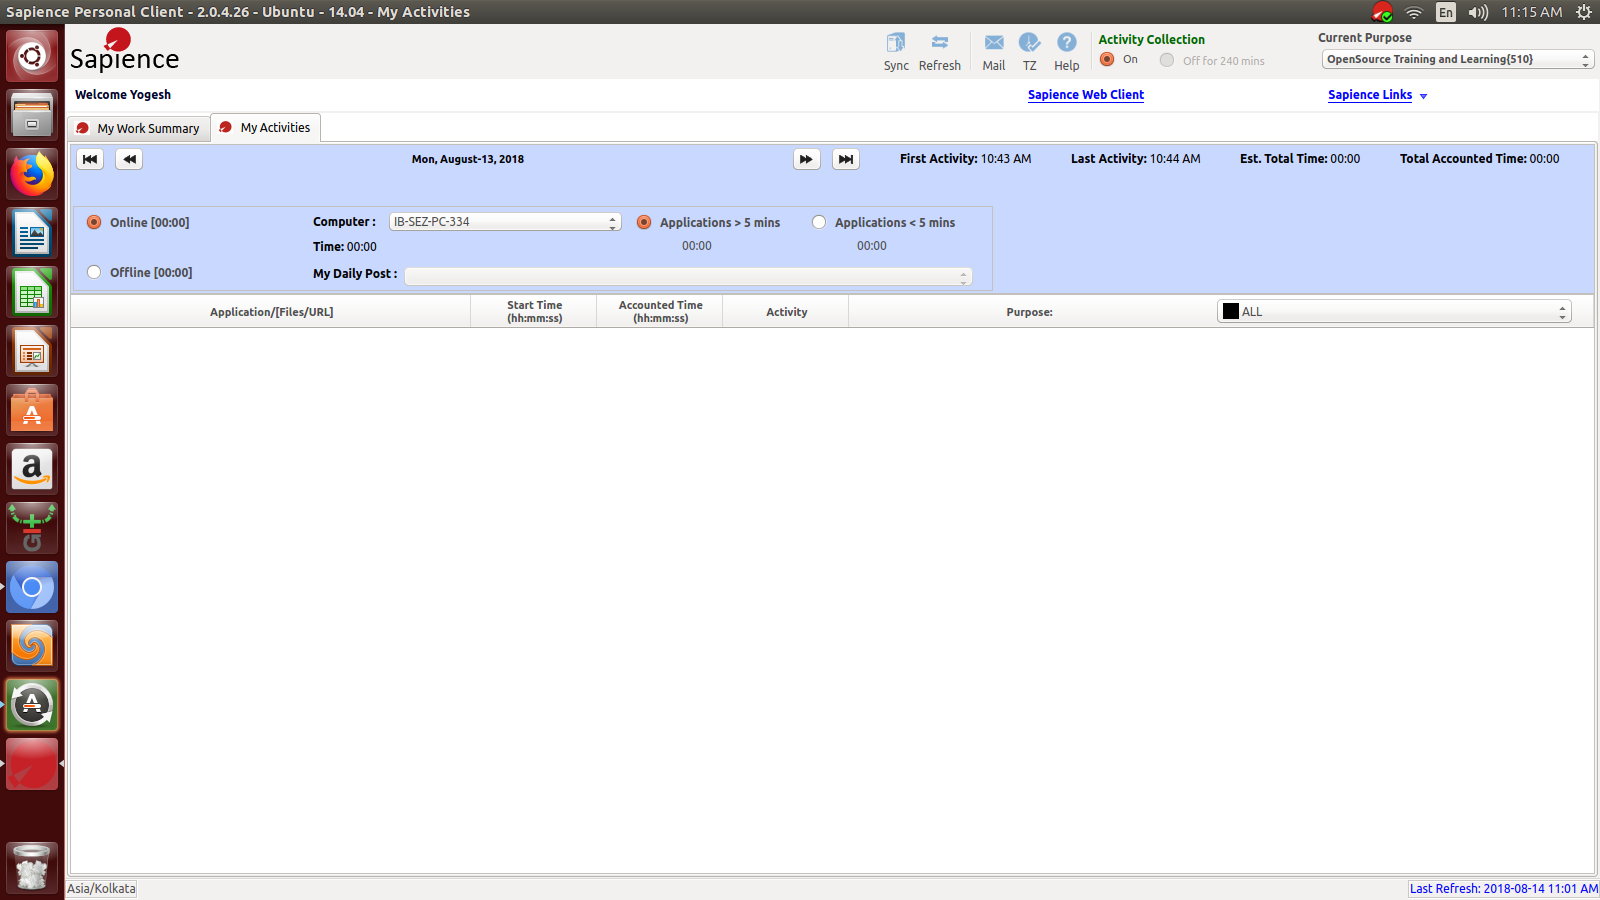 Sapience Personal Client - 2.0.4.26 - Ubuntu - 14.04 - My Activities
En
11:15 AM
Sapience
Sync
Refresh
Mail
TZ
Help
Activity Collection
On
Off for 240 mins
Current Purpose
OpenSource Training and Learning{510}
Welcome Yogesh
Sapience Web Client
Sapience Links
My Work Summary
My Activities
Mon, August-13, 2018
First Activity: 10:43 AM
Last Activity: 10:44 AM
Est. Total Time: 00:00
Total Accounted Time: 00:00
Online [00:00]
Computer :
IB-SEZ-PC-334
Applications > 5 mins
Applications < 5 mins
Time: 00:00
00:00
00:00
Offline [00:00]
My Daily Post :
Application/[Files/URL]
Start Time
(hh:mm:ss)
Accounted Time
(hh:mm:ss)
Activity
Purpose:
ALL
a
Git
Asia/Kolkata
Last Refresh: 2018-08-14 11:01 AM